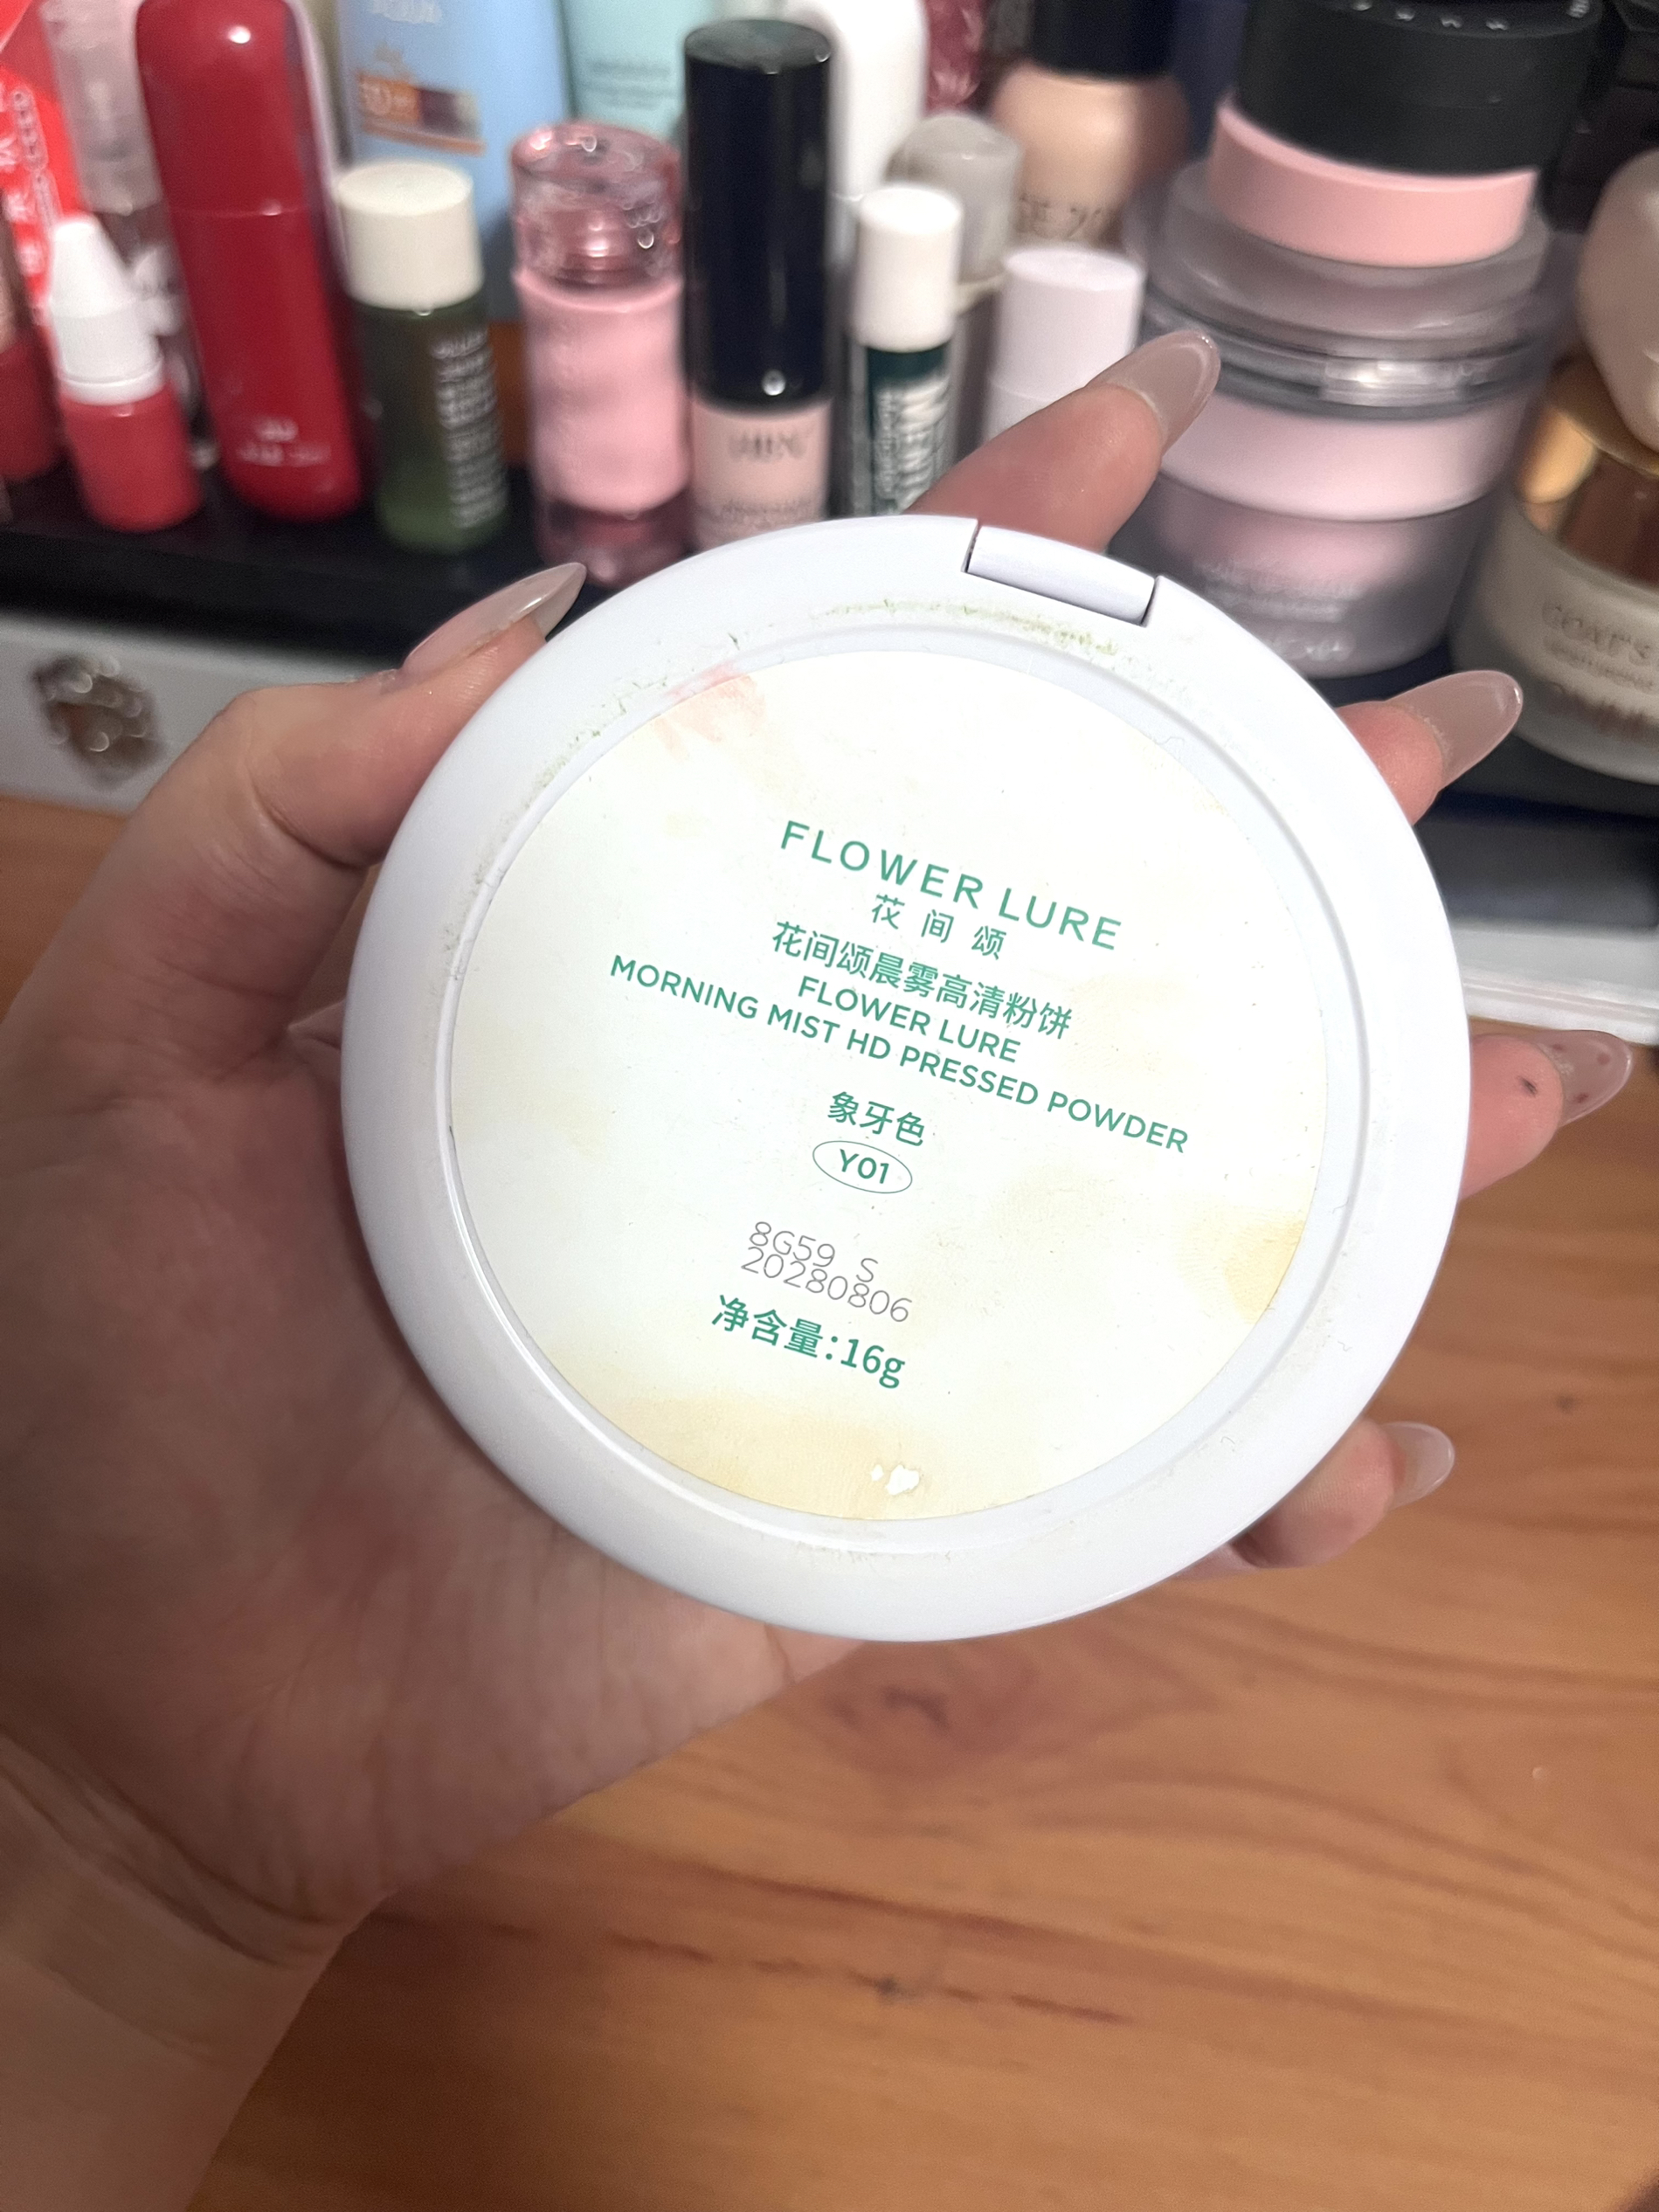 FLOWER LURE
花间颂
花间颂晨雾高清粉饼
FLOWER LURE
MORNING MIST HD PRESSED POWDER
象牙色
Y01
8G59 S
20280806
净含量:16g